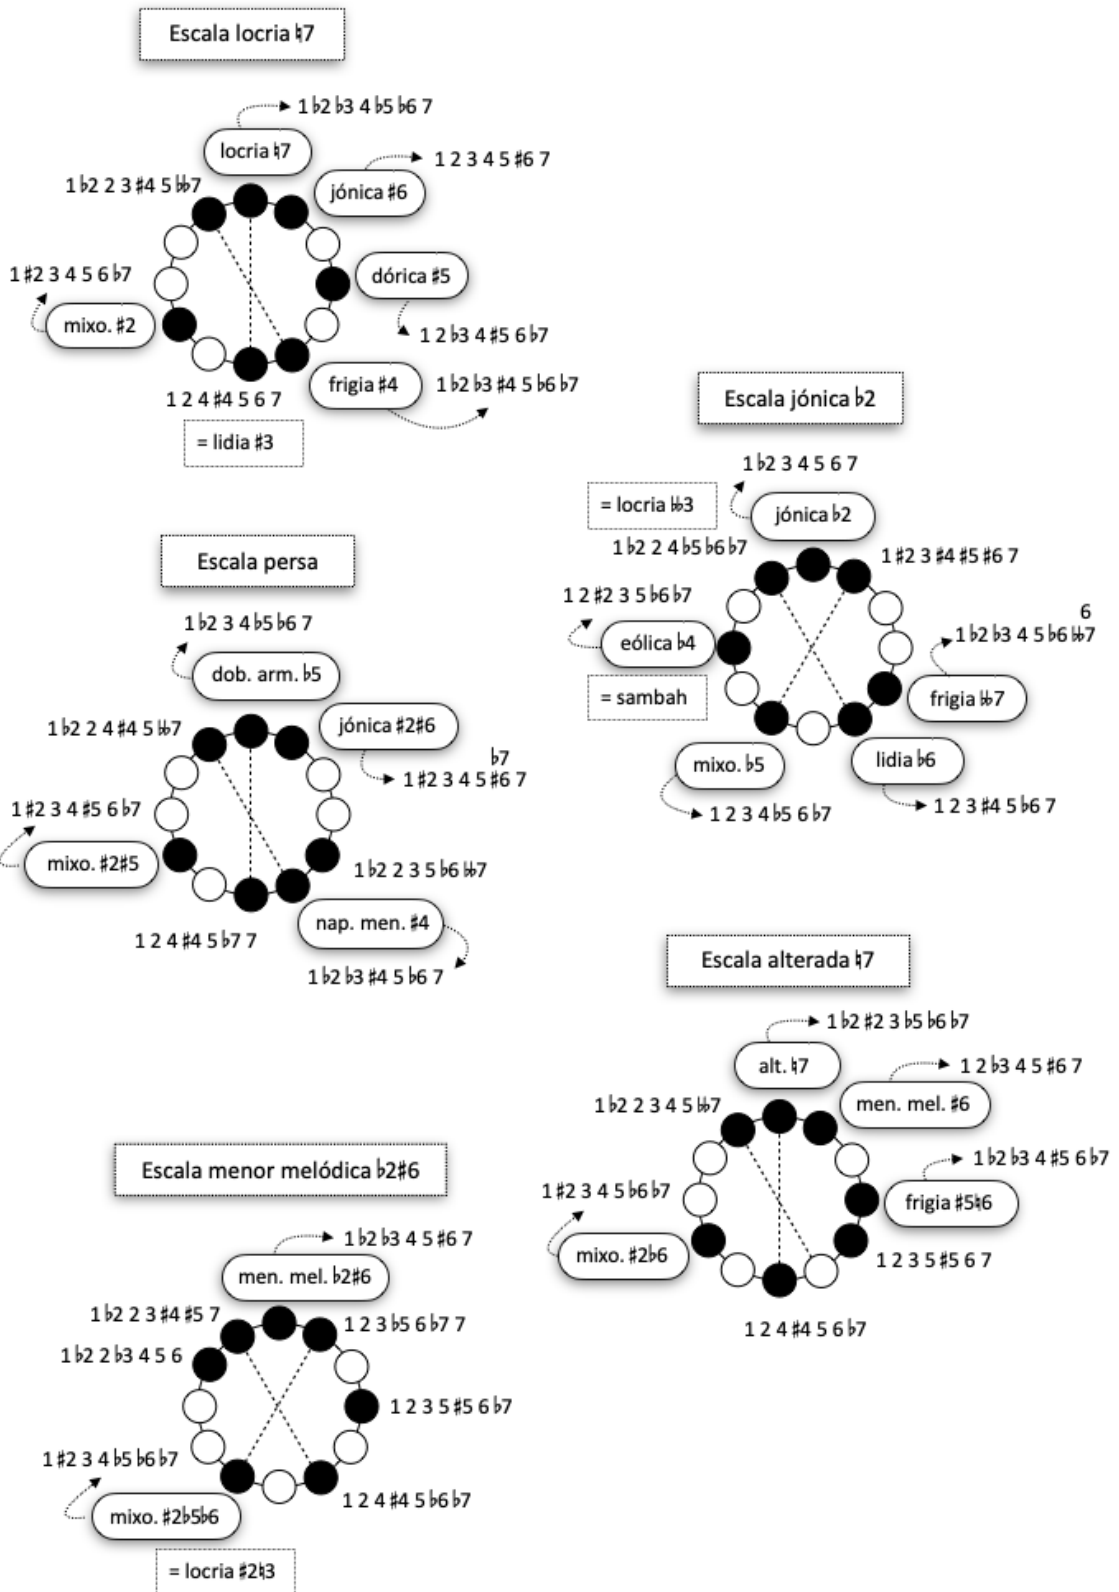 Escala locria ♮7
1 ♭2 ♭3 4 ♭5 ♭6 7
locria ♮7
1 2 3 4 5 ♯6 7
jónica ♯6
1 ♭2 2 3 ♯4 5 𝄫7
dórica ♯5
1 ♯2 3 4 5 6 ♭7
mixo. ♯2
1 2 ♭3 4 ♯5 6 ♭7
frigia ♯4
1 ♭2 ♭3 ♯4 5 ♭6 ♭7
1 2 4 ♯4 5 6 7
= lidia ♯3
Escala jónica ♭2
1 ♭2 3 4 5 6 7
= locria 𝄫3
jónica ♭2
1 ♭2 2 4 ♭5 ♭6 ♭7
1 ♯2 3 ♯4 ♯5 ♯6 7
1 2 ♯2 3 5 ♭6 ♭7
6
1 ♭2 ♭3 4 5 ♭6 𝄫7
eólica ♭4
= sambah
frigia 𝄫7
mixo. ♭5
lidia ♭6
1 2 3 4 ♭5 6 ♭7
1 2 3 ♯4 5 ♭6 7
Escala persa
1 ♭2 3 4 ♭5 ♭6 7
dob. arm. ♭5
1 ♭2 2 4 ♯4 5 𝄫7
jónica ♯2♯6
♭7
1 ♯2 3 4 5 ♯6 7
1 ♯2 3 4 ♯5 6 ♭7
mixo. ♯2♯5
1 ♭2 2 3 5 ♭6 𝄫7
nap. men. ♯4
1 2 4 ♯4 5 ♭7 7
1 ♭2 ♭3 ♯4 5 ♭6 7
Escala alterada ♮7
1 ♭2 ♯2 3 ♭5 ♭6 ♭7
alt. ♮7
1 2 ♭3 4 5 ♯6 7
men. mel. ♯6
1 ♭2 2 3 4 5 𝄫7
1 ♭2 ♭3 4 ♯5 6 ♭7
frigia ♯5♮6
1 ♯2 3 4 5 ♭6 ♭7
mixo. ♯2♭6
1 2 3 5 ♯5 6 7
1 2 4 ♯4 5 6 ♭7
Escala menor melódica ♭2♯6
1 ♭2 ♭3 4 5 ♯6 7
men. mel. ♭2♯6
1 ♭2 2 3 ♯4 ♯5 7
1 2 3 ♭5 6 ♭7 7
1 ♭2 2 ♭3 4 5 6
1 2 3 5 ♯5 6 ♭7
1 ♯2 3 4 ♭5 ♭6 ♭7
mixo. ♯2♭5♭6
1 2 4 ♯4 5 ♭6 ♭7
= locria ♯2♮3